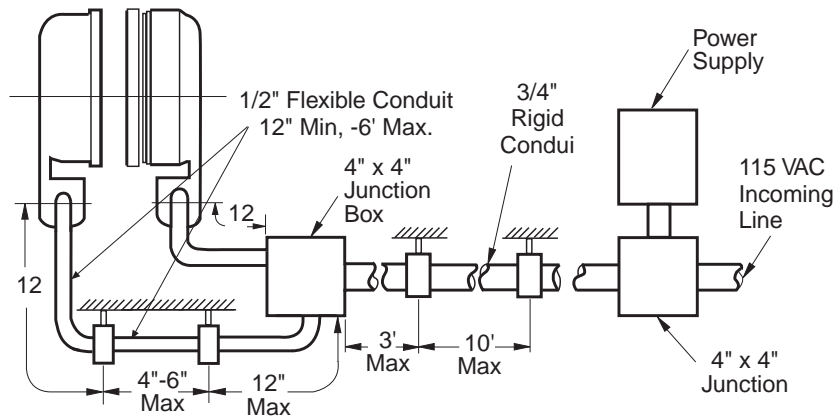 Power
Supply
1/2" Flexible Conduit
12" Min, -6' Max.
3/4"
Rigid
Condui
4" x 4"
Junction
Box
115 VAC
Incoming
Line
12
12
3'
Max
10'
Max
4"-6"
Max
12"
Max
4" x 4"
Junction